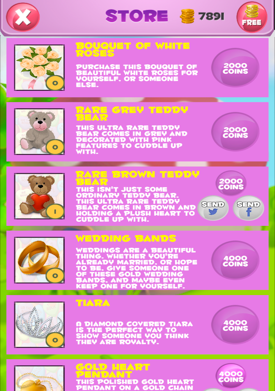 STORE 7891 FREE
BOUQUET OF WHITE
ROSES
PURCHASE THIS BOUQUET OF
BEAUTIFUL WHITE ROSES FOR
YOURSELF, OR SOMEONE
ELSE.
2000
COINS
0
RARE GREY TEDDY
BEAR
THIS ULTRA RARE TEDDY
BEAR COMES IN GREY AND
DECORATED WITH PINK
FEATURES TO CUDDLE UP
WITH.
2000
COINS
0
RARE BROWN TEDDY
BEAR
THIS ISN'T JUST SOME
ORDINARY TEDDY BEAR.
THIS ULTRA RARE TEDDY
BEAR COMES IN BROWN AND
HOLDING A PLUSH HEART TO
CUDDLE UP WITH.
2000
COINS
SEND
SEND
1
WEDDING BANDS
WEDDINGS ARE A BEAUTIFUL
THING. WHETHER YOU'RE
ALREADY MARRIED, OR HOPE
TO BE, GIVE SOMEONE ONE
OF THESE GOLD WEDDING
BANDS, AND MAYBE EVEN
KEEP ONE FOR YOURSELF.
4000
COINS
0
TIARA
A DIAMOND COVERED TIARA
IS THE PERFECT WAY TO
SHOW SOMEONE YOU THINK
THEY ARE ROYALTY.
4000
COINS
0
GOLD HEART
PENDANT
THIS POLISHED GOLD HEART
PENDANT ON A GOLD CHAIN
4000
COINS